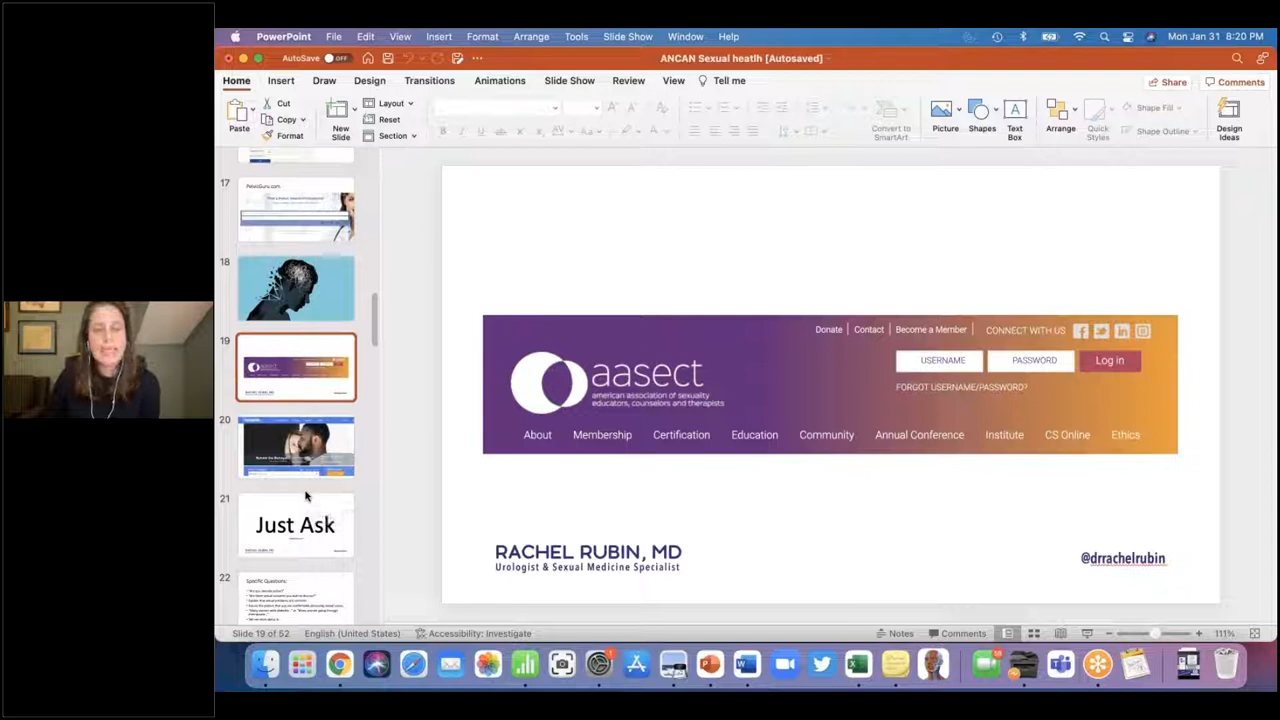 PowerPoint File Edit View Insert Format Arrange Tools Slide Show Window Help Mon Jan 31 8:20 PM
AutoSave OFF ANCAN Sexual heatlh [Autosaved]
Home Insert Draw Design Transitions Animations Slide Show Review View Tell me Share Comments
Paste
Cut
Copy
Format
New
Slide
Layout
Reset
Section
Convert to
SmartArt
Picture
Shapes
Text
Box
Arrange
Quick
Styles
Shape Fill
Shape Outline
Design
Ideas
17
PelvicGuru.com
18
19
20
21
Just Ask
22
Specific Questions:
Donate Contact Become a Member CONNECT WITH US
aasect
american association of sexuality
educators, counselors and therapists
USERNAME PASSWORD Log in
FORGOT USERNAME/PASSWORD?
About Membership Certification Education Community Annual Conference Institute CS Online Ethics
RACHEL RUBIN, MD
Urologist & Sexual Medicine Specialist
@drrachelrubin
Slide 19 of 52 English (United States) Accessibility: Investigate Notes Comments 111%